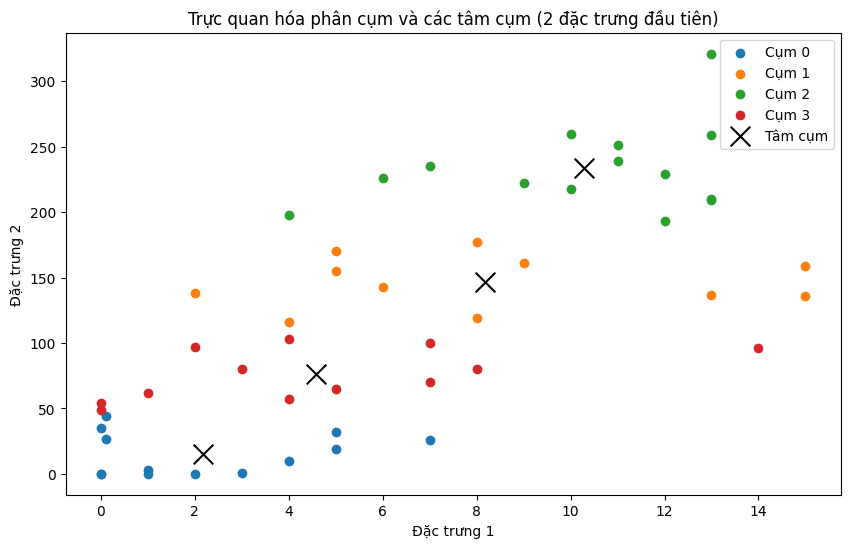 Trực quan hóa phân cụm và các tâm cụm (2 đặc trưng đầu tiên)
Cụm 0
Cụm 1
Cụm 2
Cụm 3
Tâm cụm
Đặc trưng 2
300
250
200
150
100
50
0
0 2 4 6 8 10 12 14
Đặc trưng 1